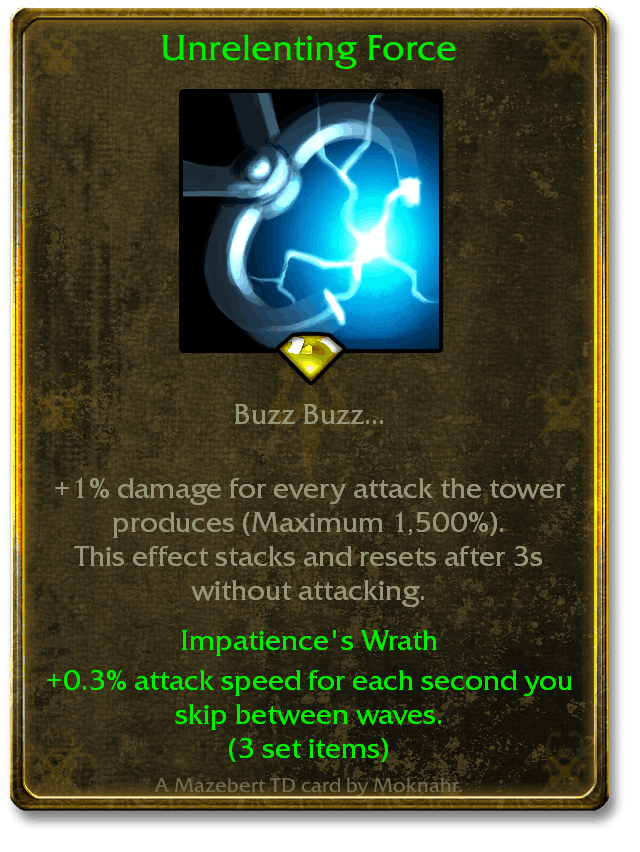 Unrelenting Force
Buzz Buzz...
+1% damage for every attack the tower
produces (Maximum 1,500%).
This effect stacks and resets after 3s
without attacking.
Impatience's Wrath
+0.3% attack speed for each second you
skip between waves.
(3 set items)
A Mazebert TD card by Moknahr.